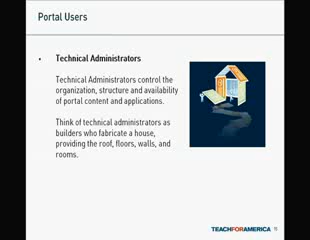 Portal Users
• Technical Administrators
Technical Administrators control the
organization, structure and availability
of portal content and applications.
Think of technical administrators as
builders who fabricate a house,
providing the roof, floors, walls, and
rooms.
TEACHFORAMERICA